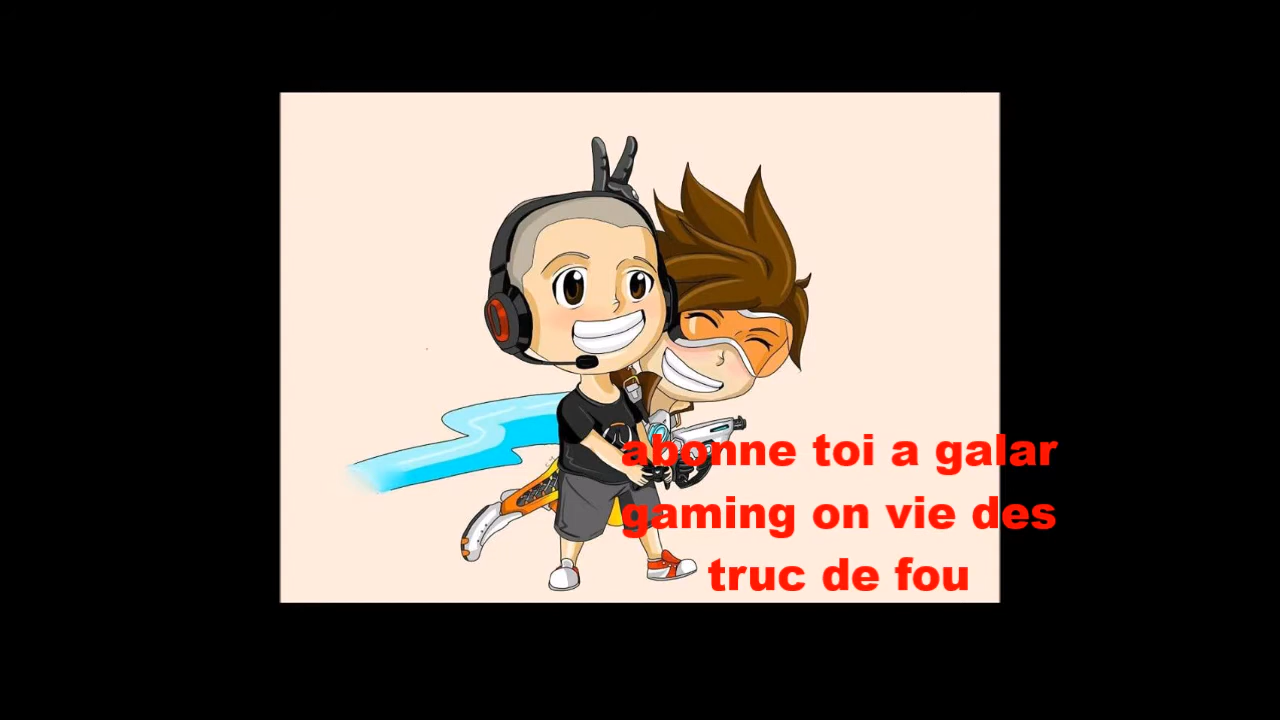 abonne toi a galar
gaming on vie des
truc de fou